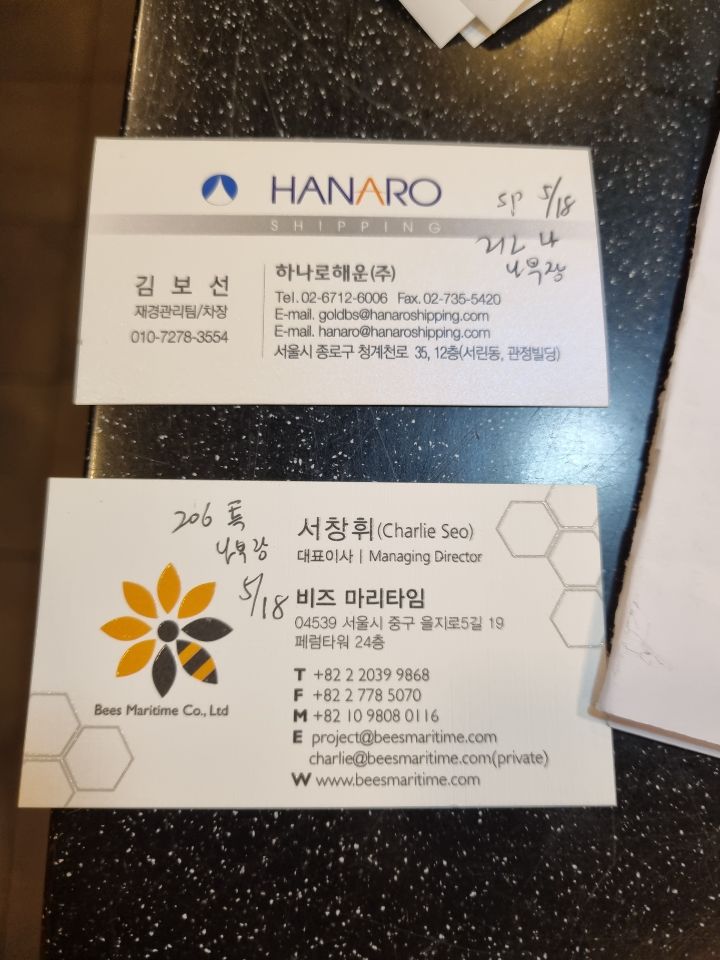 HANARO
SHIPPING
sp 5/18
나복장
김 보 선
재경관리팀/차장
010-7278-3554
하나로해운(주)
Tel. 02-6712-6006 Fax. 02-735-5420
E-mail. goldbs@hanaroshipping.com
E-mail. hanaro@hanaroshipping.com
서울시 종로구 청계천로 35, 12층(서린동, 관정빌딩)
206 특
5/18
Bees Maritime Co., Ltd
서창휘(Charlie Seo)
대표이사 | Managing Director
비즈 마리타임
04539 서울시 중구 을지로5길 19
페럼타워 24층
T +82 2 2039 9868
F +82 2 778 5070
M +82 10 9808 0116
E project@beesmaritime.com
charlie@beesmaritime.com(private)
W www.beesmaritime.com